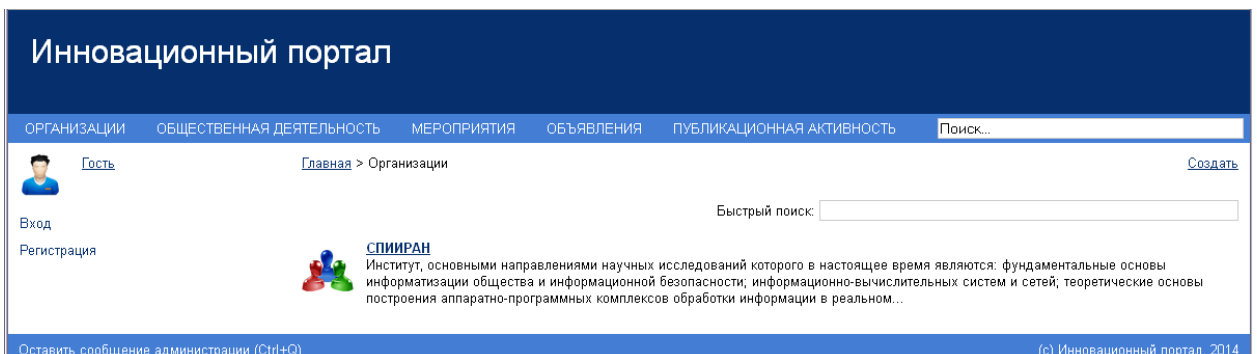 Инновационный портал
ОРГАНИЗАЦИИ ОБЩЕСТВЕННАЯ ДЕЯТЕЛЬНОСТЬ МЕРОПРИЯТИЯ ОБЪЯВЛЕНИЯ ПУБЛИКАЦИОННАЯ АКТИВНОСТЬ Поиск...
Гость Главная > Организации Создать
Быстрый поиск:
Вход
Регистрация
СПИИРАН
Институт, основными направлениями научных исследований которого в настоящее время являются: фундаментальные основы
информатизации общества и информационной безопасности; информационно-вычислительных систем и сетей; теоретические основы
построения аппаратно-программных комплексов обработки информации в реальном...
Оставить сообщение администрации (Ctrl+Q) (c) Инновационный портал, 2014